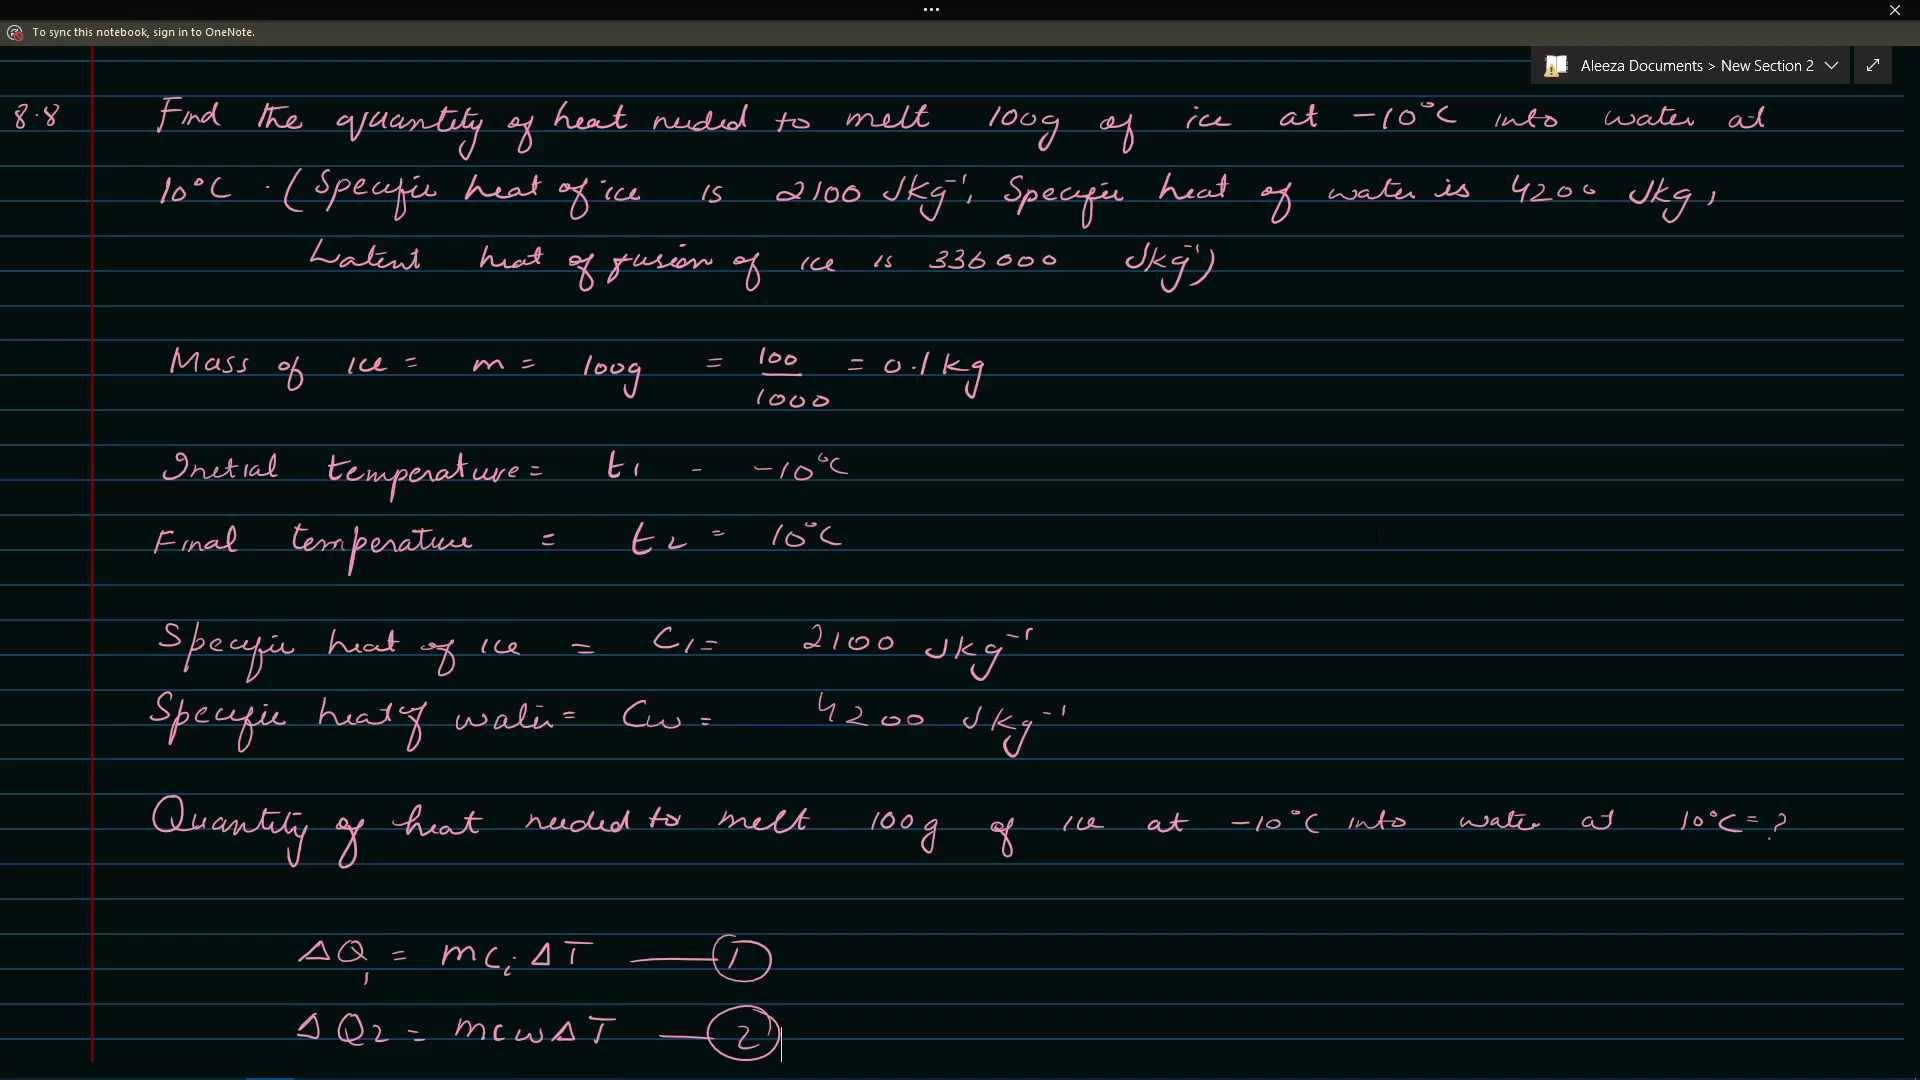 ...
To sync this notebook, sign in to OneNote.
Aleeza Documents > New Section 2
8.8 Find the quantity of heat needed to melt 100g of ice at -10°C into water at
10°C . (Specific heat of ice is 2100 Jkg⁻¹, Specific heat of water is 4200 Jkg,
Latent heat of fusion of ice is 336000 Jkg⁻¹)
Mass of ice = m = 100g = 100/1000 = 0.1 kg
Initial temperature = t1 - -10°C
Final temperature = t2 = 10°C
Specific heat of ice = C1 = 2100 Jkg⁻¹
Specific heat of water = Cw = 4200 Jkg⁻¹
Quantity of heat needed to melt 100g of ice at -10°C into water at 10°C = ?
ΔQ₁ = mcᵢΔT —— ①
ΔQ2 = mcwΔT —— ②